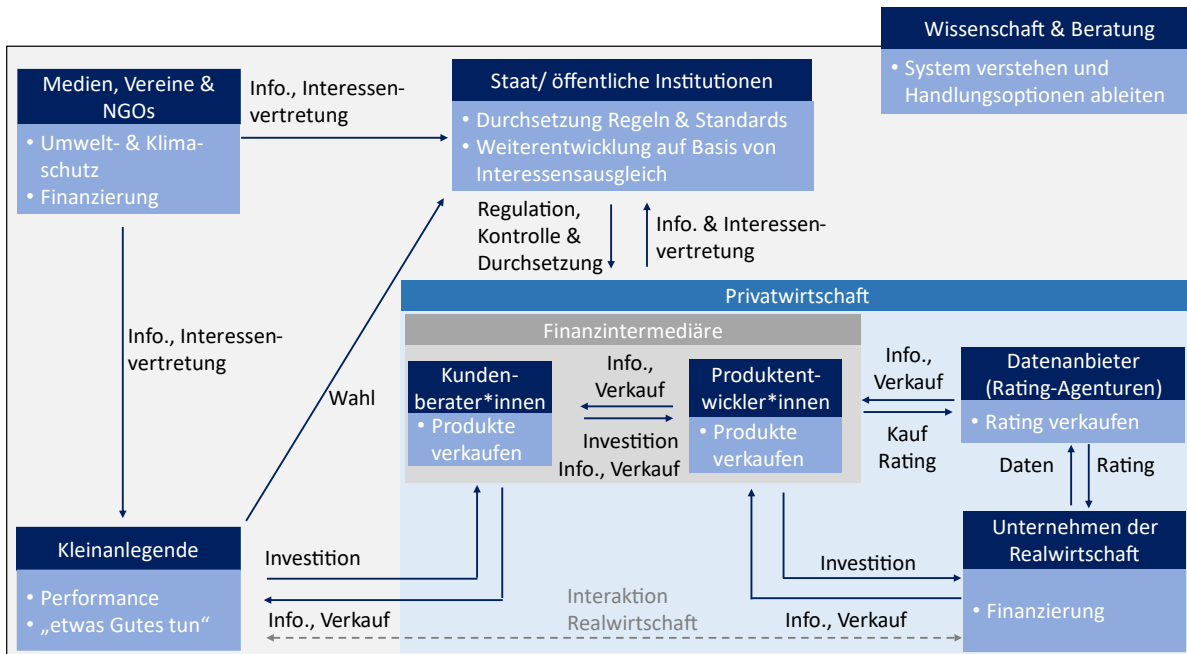 Wissenschaft & Beratung
• System verstehen und
Handlungsoptionen ableiten
Medien, Vereine &
NGOs
• Umwelt- & Klima-
schutz
• Finanzierung
Info., Interessen-
vertretung
Staat/ öffentliche Institutionen
• Durchsetzung Regeln & Standards
• Weiterentwicklung auf Basis von
Interessensausgleich
Regulation,
Kontrolle &
Durchsetzung
Info. & Interessen-
vertretung
Info., Interessen-
vertretung
Wahl
Privatwirtschaft
Finanzintermediäre
Kunden-
berater*innen
• Produkte
verkaufen
Info.,
Verkauf
Investition
Info., Verkauf
Produktent-
wickler*innen
• Produkte
verkaufen
Info.,
Verkauf
Kauf
Rating
Datenanbieter
(Rating-Agenturen)
• Rating verkaufen
Daten
Rating
Kleinanlegende
• Performance
• „etwas Gutes tun“
Investition
Info., Verkauf
Interaktion
Realwirtschaft
Investition
Info., Verkauf
Unternehmen der
Realwirtschaft
• Finanzierung